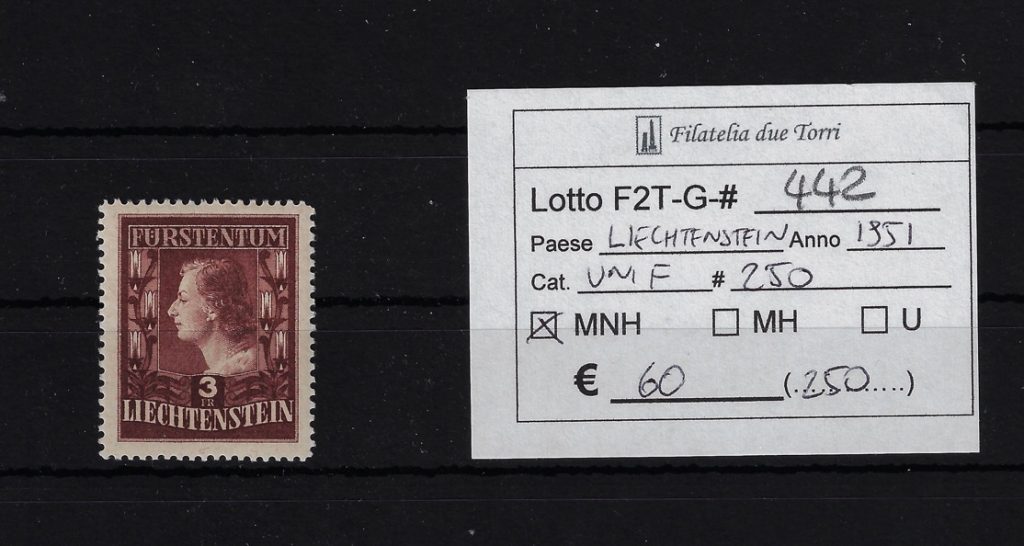 FÜRSTENTUM
3
FR
LIECHTENSTEIN
Filatelia due Torri
Lotto F2T-G-# 442
Paese LIECHTENSTEIN Anno 1951
Cat. UNIF #250
MNH MH U
€ 60 (..250.....)